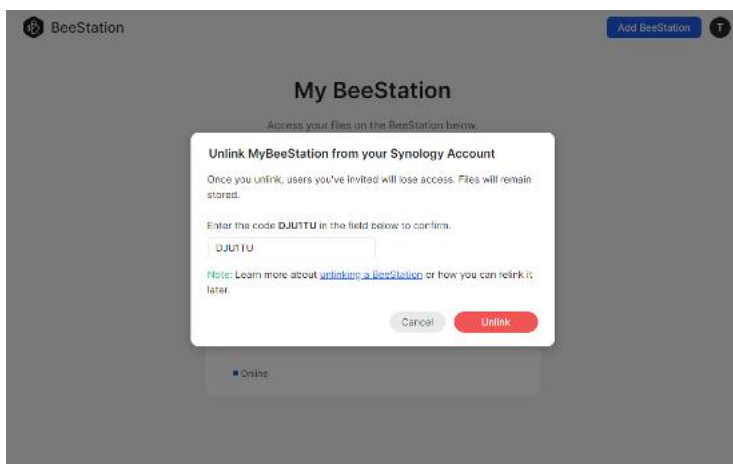 BeeStation
Add BeeStation
T
My BeeStation
Access your files on the BeeStation below.
Unlink MyBeeStation from your Synology Account
Once you unlink, users you've invited will lose access. Files will remain
stored.
Enter the code DJU1TU in the field below to confirm.
DJU1TU
Note: Learn more about unlinking a BeeStation or how you can relink it
later.
Cancel
Unlink
Online